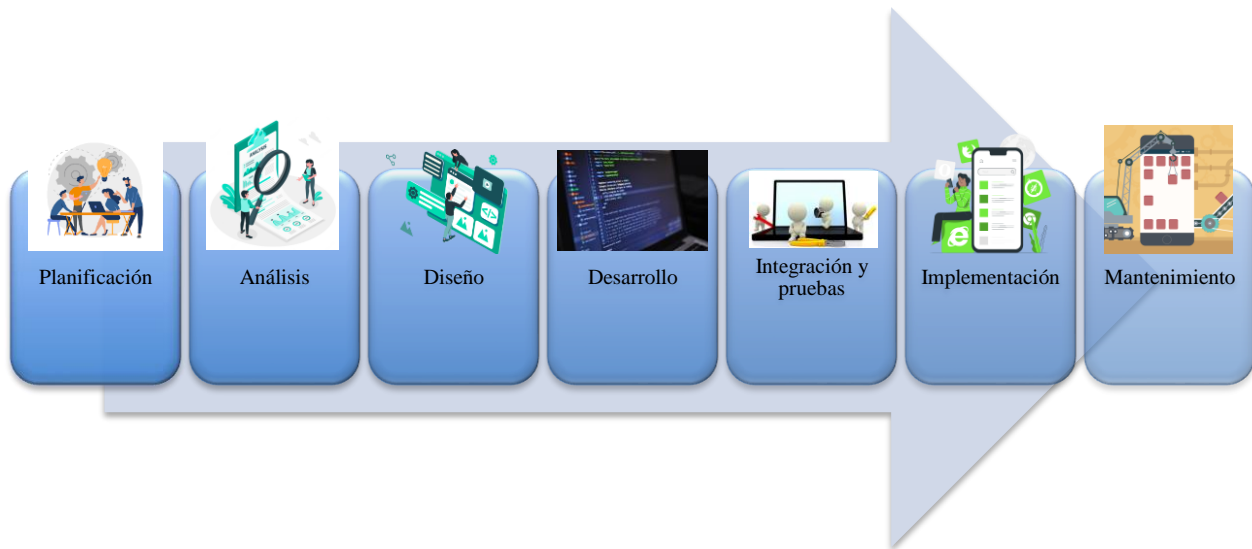 Planificación
Análisis
Diseño
Desarrollo
Integración y
pruebas
Implementación
Mantenimiento